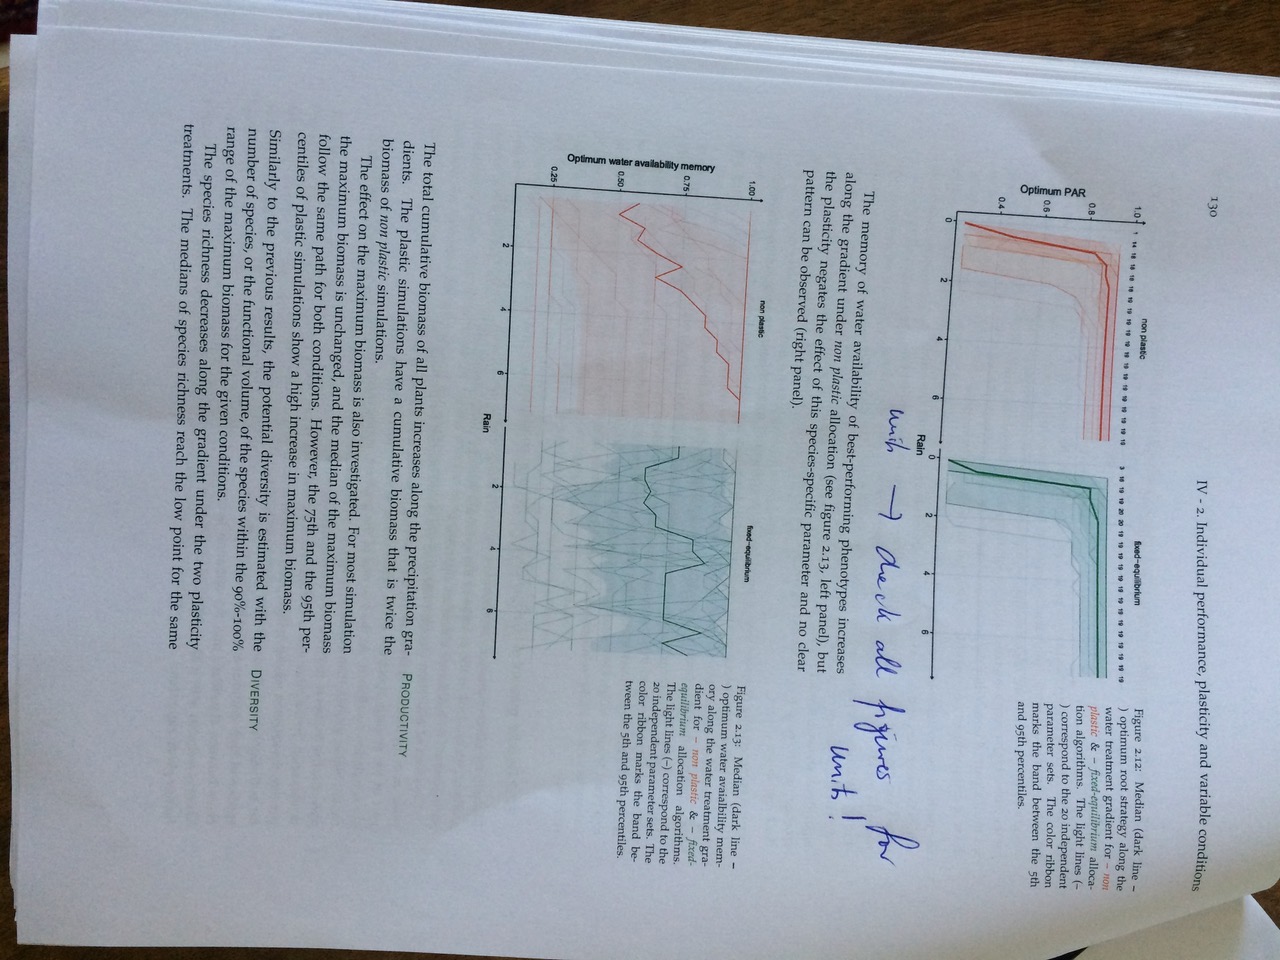 130
IV - 2. Individual performance, plasticity and variable conditions
non plastic
fixed-equilibrium
1 14 18 18 18 18 19 19 19 19 19 19 19 19 19 19 19 19 19 19
3 18 19 19 20 20 19 19 19 19 19 19 19 19 19 19 19 19 19 19
Optimum PAR
1.0
0.8
0.6
0.4
0 2 4 6
0 2 4 6
Rain
Figure 2.12: Median (dark line –
) optimum root strategy along the
water treatment gradient for – non
plastic & – fixed-equilibrium alloca-
tion algorithms. The light lines (–
) correspond to the 20 independent
parameter sets. The color ribbon
marks the band between the 5th
and 95th percentiles.
units → check all figures for
units!
The memory of water availability of best-performing phenotypes increases
along the gradient under non plastic allocation (see figure 2.13, left panel), but
the plasticity negates the effect of this species-specific parameter and no clear
pattern can be observed (right panel).
non plastic
fixed-equilibrium
Optimum water availability memory
1.00
0.75
0.50
0.25
2 4 6
2 4 6
Rain
Figure 2.13: Median (dark line –
) optimum water avaialbility mem-
ory along the water treatment gra-
dient for – non plastic & – fixed-
equilibrium allocation algorithms.
The light lines (–) correspond to the
20 independent parameter sets. The
color ribbon marks the band be-
tween the 5th and 95th percentiles.
The total cumulative biomass of all plants increases along the precipitation gra-
dients. The plastic simulations have a cumulative biomass that is twice the
biomass of non plastic simulations.
PRODUCTIVITY
The effect on the maximum biomass is also investigated. For most simulation
the maximum biomass is unchanged, and the median of the maximum biomass
follow the same path for both conditions. However, the 75th and the 95th per-
centiles of plastic simulations show a high increase in maximum biomass.
Similarly to the previous results, the potential diversity is estimated with the
number of species, or the functional volume, of the species within the 90%-100%
range of the maximum biomass for the given conditions.
DIVERSITY
The species richness decreases along the gradient under the two plasticity
treatments. The medians of species richness reach the low point for the same